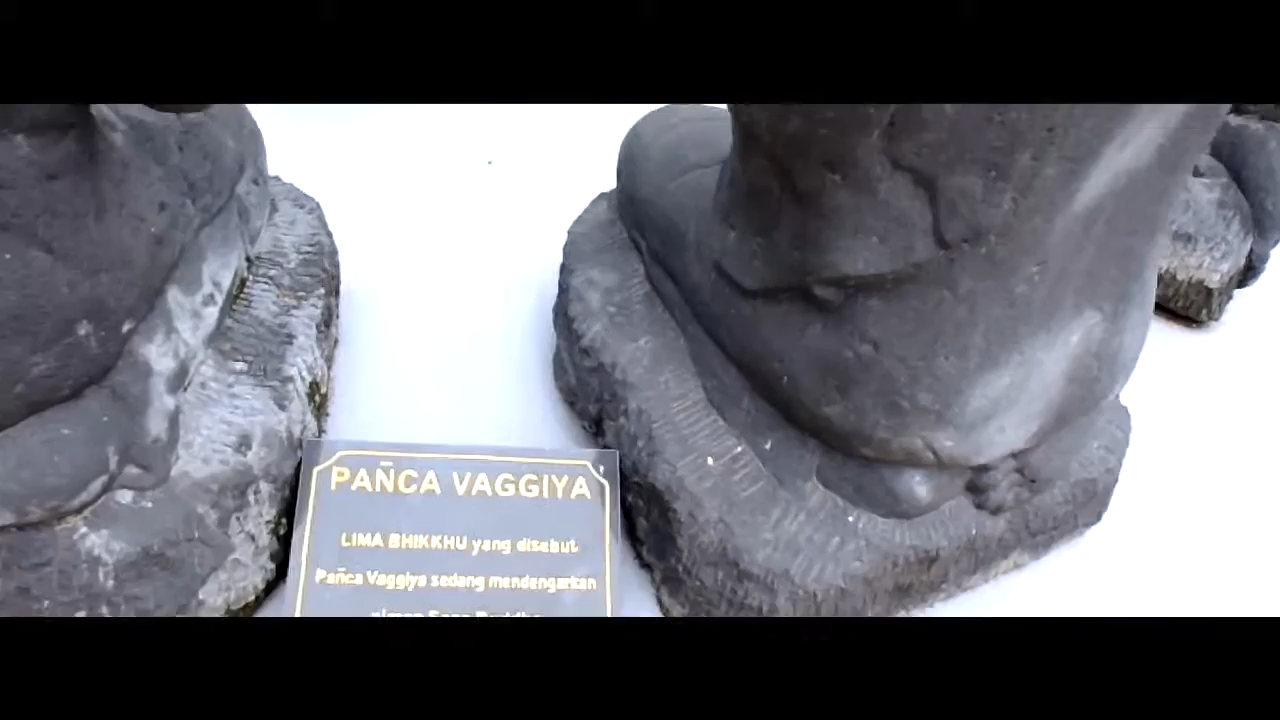 PAÑCA VAGGIYA
LIMA BHIKKHU yang disebut
Pañca Vaggiya sedang mendengarkan